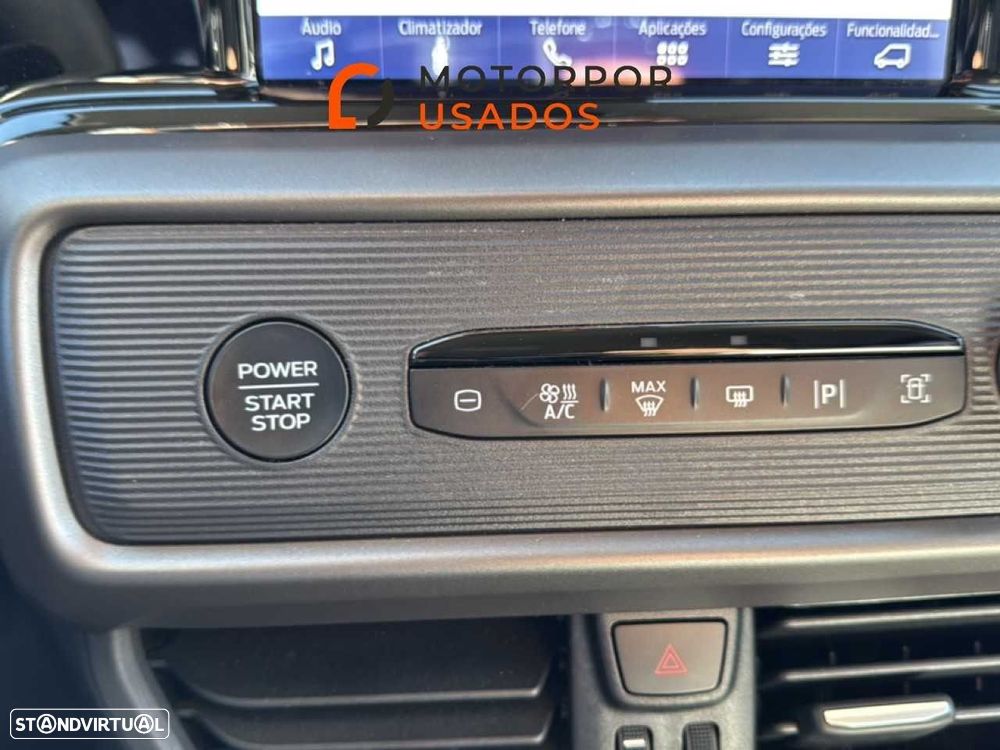 Áudio Climatizador Telefone Aplicações Configurações Funcionalidad...
MOTORPOR
USADOS
POWER
START
STOP
A/C
MAX
|P|
STANDVIRTUAL